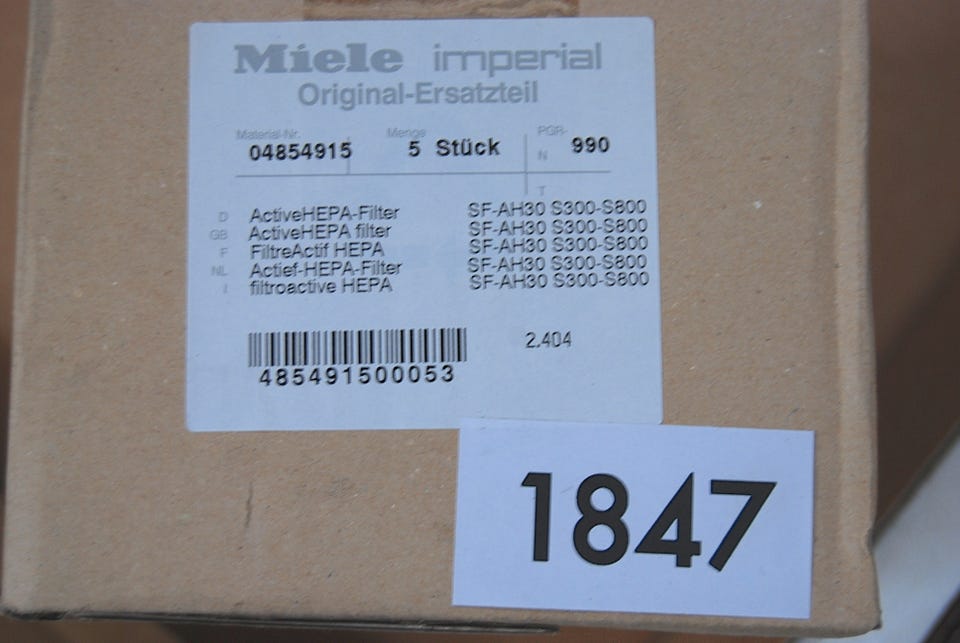 Miele imperial
Original-Ersatzteil
Material-Nr. Menge PGR-
04854915 5 Stück N 990
T
D ActiveHEPA-Filter SF-AH30 S300-S800
GB ActiveHEPA filter SF-AH30 S300-S800
F FiltreActif HEPA SF-AH30 S300-S800
NL Actief-HEPA-Filter SF-AH30 S300-S800
I filtroactive HEPA SF-AH30 S300-S800
2.404
485491500053
1847